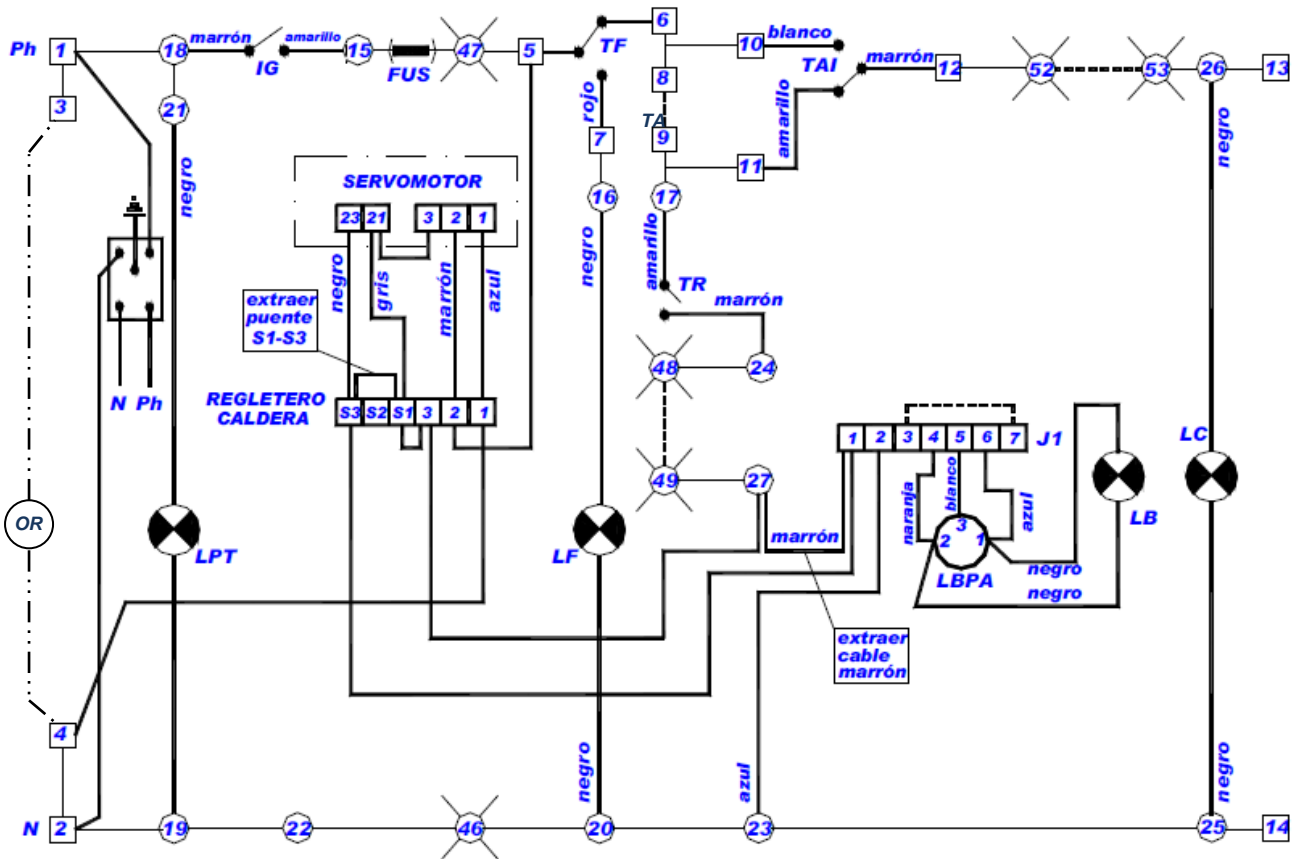 Ph 1 18 marrón IG amarillo 15 FUS 47 5 TF 6
10 blanco TAI marrón 12 52 53 26 13
3 21 rojo 8 TA amarillo
7 9 11
negro SERVOMOTOR 16 17 negro
23 21 3 2 1
negro gris marrón azul negro amarillo TR marrón
extraer
puente
S1-S3
48 24
N Ph
REGLETERO
CALDERA
S3 S2 S1 3 2 1
1 2 3 4 5 6 7 J1 LC
49 27 naranja blanco azul LB
OR LPT LF marrón 2 3 1
LBPA negro
negro
extraer
cable
marrón
4
negro azul negro
N 2 19 22 46 20 23 25 14